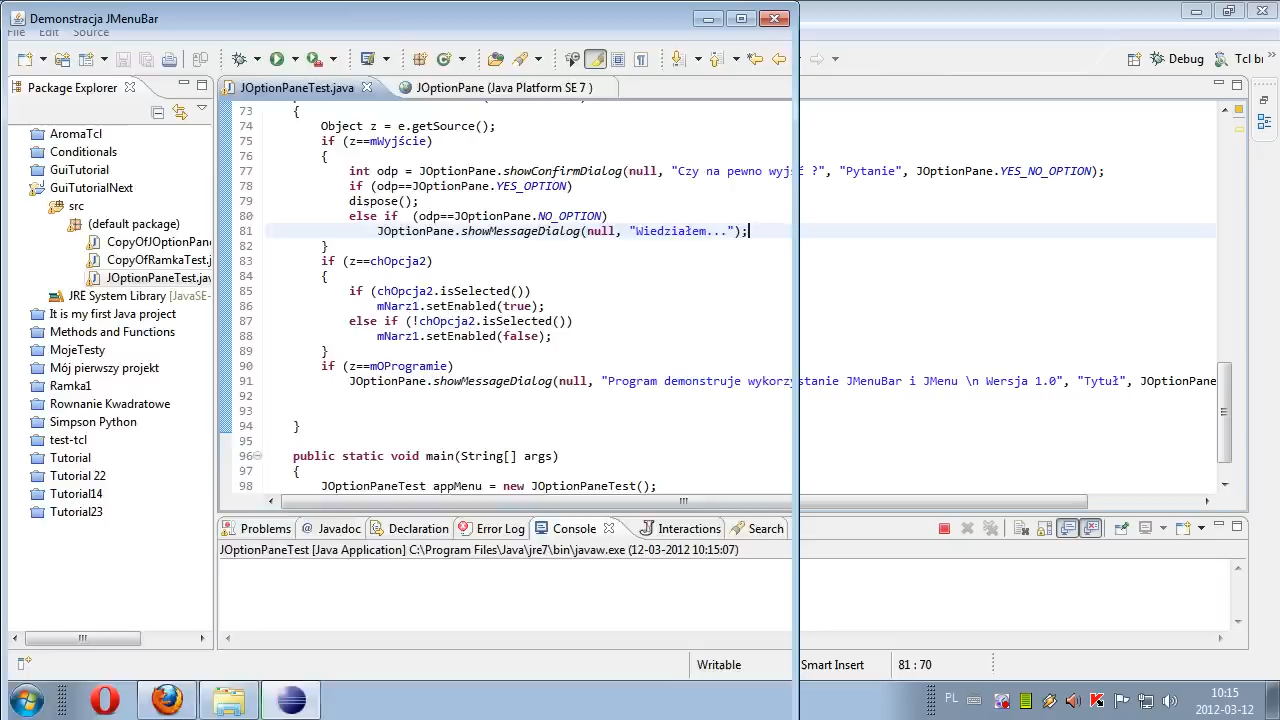 Demonstracja JMenuBar
File Edit Source
Debug Tcl br
Package Explorer
JOptionPaneTest.java
JOptionPane (Java Platform SE 7 )
AromaTcl
Conditionals
GuiTutorial
GuiTutorialNext
src
(default package)
CopyOfJOptionPan
CopyOfRamkaTest.j
JOptionPaneTest.jav
JRE System Library [JavaSE-
It is my first Java project
Methods and Functions
MojeTesty
Mój pierwszy projekt
Ramka1
Rownanie Kwadratowe
Simpson Python
test-tcl
Tutorial
Tutorial 22
Tutorial14
Tutorial23
73 {
74 Object z = e.getSource();
75 if (z==mWyjście)
76 {
77 int odp = JOptionPane.showConfirmDialog(null, "Czy na pewno wyjść ?", "Pytanie", JOptionPane.YES_NO_OPTION);
78 if (odp==JOptionPane.YES_OPTION)
79 dispose();
80 else if (odp==JOptionPane.NO_OPTION)
81 JOptionPane.showMessageDialog(null, "Wiedziałem...");
82 }
83 if (z==chOpcja2)
84 {
85 if (chOpcja2.isSelected())
86 mNarz1.setEnabled(true);
87 else if (!chOpcja2.isSelected())
88 mNarz1.setEnabled(false);
89 }
90 if (z==mOProgramie)
91 JOptionPane.showMessageDialog(null, "Program demonstruje wykorzystanie JMenuBar i JMenu \n Wersja 1.0", "Tytuł", JOptionPane
92
93
94 }
95
96 public static void main(String[] args)
97 {
98 JOptionPaneTest appMenu = new JOptionPaneTest();
Problems @ Javadoc Declaration Error Log Console Interactions Search
JOptionPaneTest [Java Application] C:\Program Files\Java\jre7\bin\javaw.exe (12-03-2012 10:15:07)
Writable Smart Insert 81 : 70
PL
10:15
2012-03-12